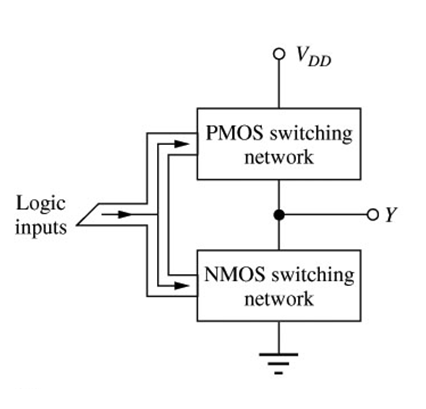 V_DD
PMOS switching
network
Logic
inputs
Y
NMOS switching
network